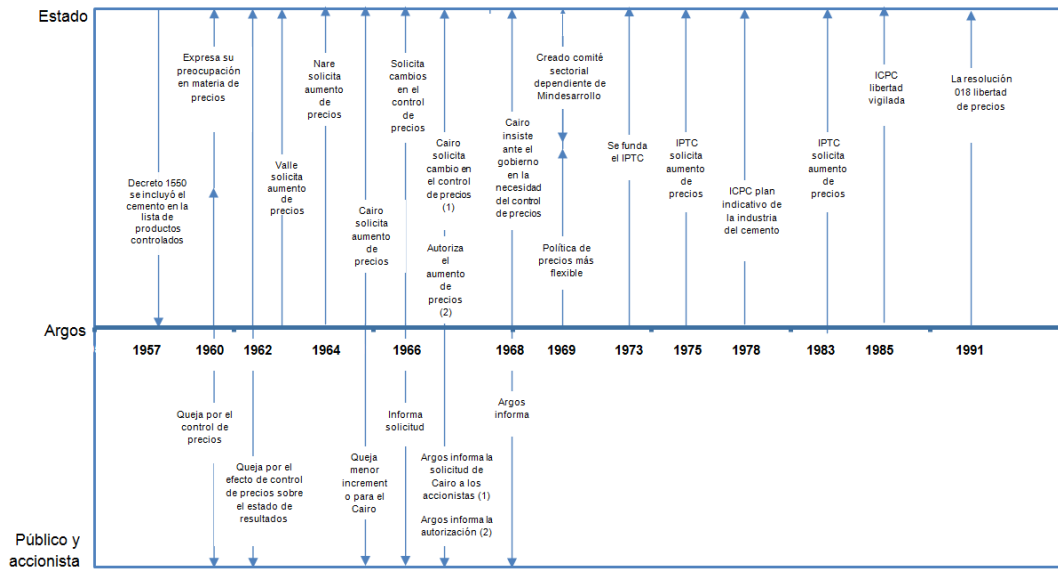 Estado
Expresa su
preocupación
en materia de
precios
Nare
solicita
aumento
de
precios
Solicita
cambios
en el
control
de
precios
Creado comité
sectorial
dependiente de
Mindesarrollo
ICPC
libertad
vigilada
La resolución
018 libertad
de precios
Decreto 1550
se incluyó el
cemento en la
lista de
productos
controlados
Valle
solicita
aumento
de
precios
Cairo
solicita
aumento
de
precios
Cairo
solicita
cambio en
el control
de precios
(1)
Autoriza
el
aumento
de
precios
(2)
Cairo
insiste
ante el
gobierno
en la
necesidad
del control
de precios
Política de
precios más
flexible
Se funda
el IPTC
IPTC
solicita
aumento
de
precios
ICPC plan
indicativo de
la industria
del cemento
IPTC
solicita
aumento
de
precios
Argos
1957 1960 1962 1964 1966 1968 1969 1973 1975 1978 1983 1985 1991
Queja por el
control de
precios
Queja por el
efecto de control
de precios sobre
el estado de
resultados
Queja
menor
increment
o para el
Cairo
Informa
solicitud
Argos informa la
solicitud de
Cairo a los
accionistas (1)
Argos informa la
autorización (2)
Argos
informa
Público y
accionista